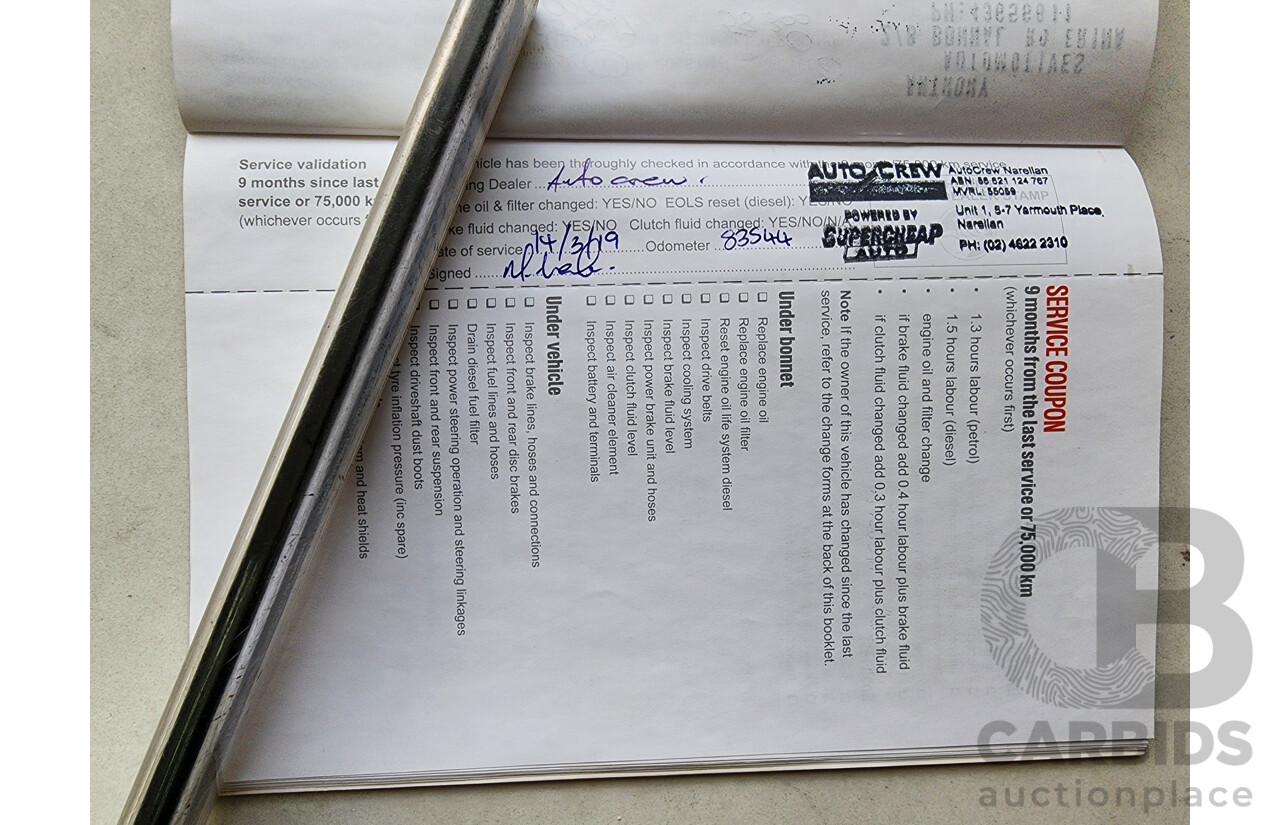 Service validation
9 months since last
service or 75,000 k
(whichever occurs
icle has been thoroughly checked in accordance with
ng Dealer ... Auto crew.
e oil & filter changed: YES/NO EOLS reset (diesel): YES/NO
ke fluid changed: YES/NO Clutch fluid changed: YES/NO/N/A
ate of service 14/3/19 Odometer 83544
Signed
AUTO CREW
POWERED BY
SUPERCHEAP
AUTO
AutoCrew Narellan
ABN: 86 621 124 767
MVRL: 55059
Unit 1, 5-7 Yarmouth Place,
Narellan
PH: (02) 4622 2310
SERVICE COUPON
9 months from the last service or 75,000 km
(whichever occurs first)
• 1.3 hours labour (petrol)
• 1.5 hours labour (diesel)
• engine oil and filter change
• if brake fluid changed add 0.4 hour labour plus brake fluid
• if clutch fluid changed add 0.3 hour labour plus clutch fluid
Note If the owner of this vehicle has changed since the last
service, refer to the change forms at the back of this booklet.
Under bonnet
❑ Replace engine oil
❑ Replace engine oil filter
❑ Reset engine oil life system diesel
❑ Inspect drive belts
❑ Inspect cooling system
❑ Inspect brake fluid level
❑ Inspect power brake unit and hoses
❑ Inspect clutch fluid level
❑ Inspect air cleaner element
❑ Inspect battery and terminals
Under vehicle
❑ Inspect brake lines, hoses and connections
❑ Inspect front and rear disc brakes
❑ Inspect fuel lines and hoses
❑ Drain diesel fuel filter
❑ Inspect power steering operation and steering linkages
❑ Inspect front and rear suspension
Inspect driveshaft dust boots
tyre inflation pressure (inc spare)
m and heat shields
CARBIDS
auctionplace